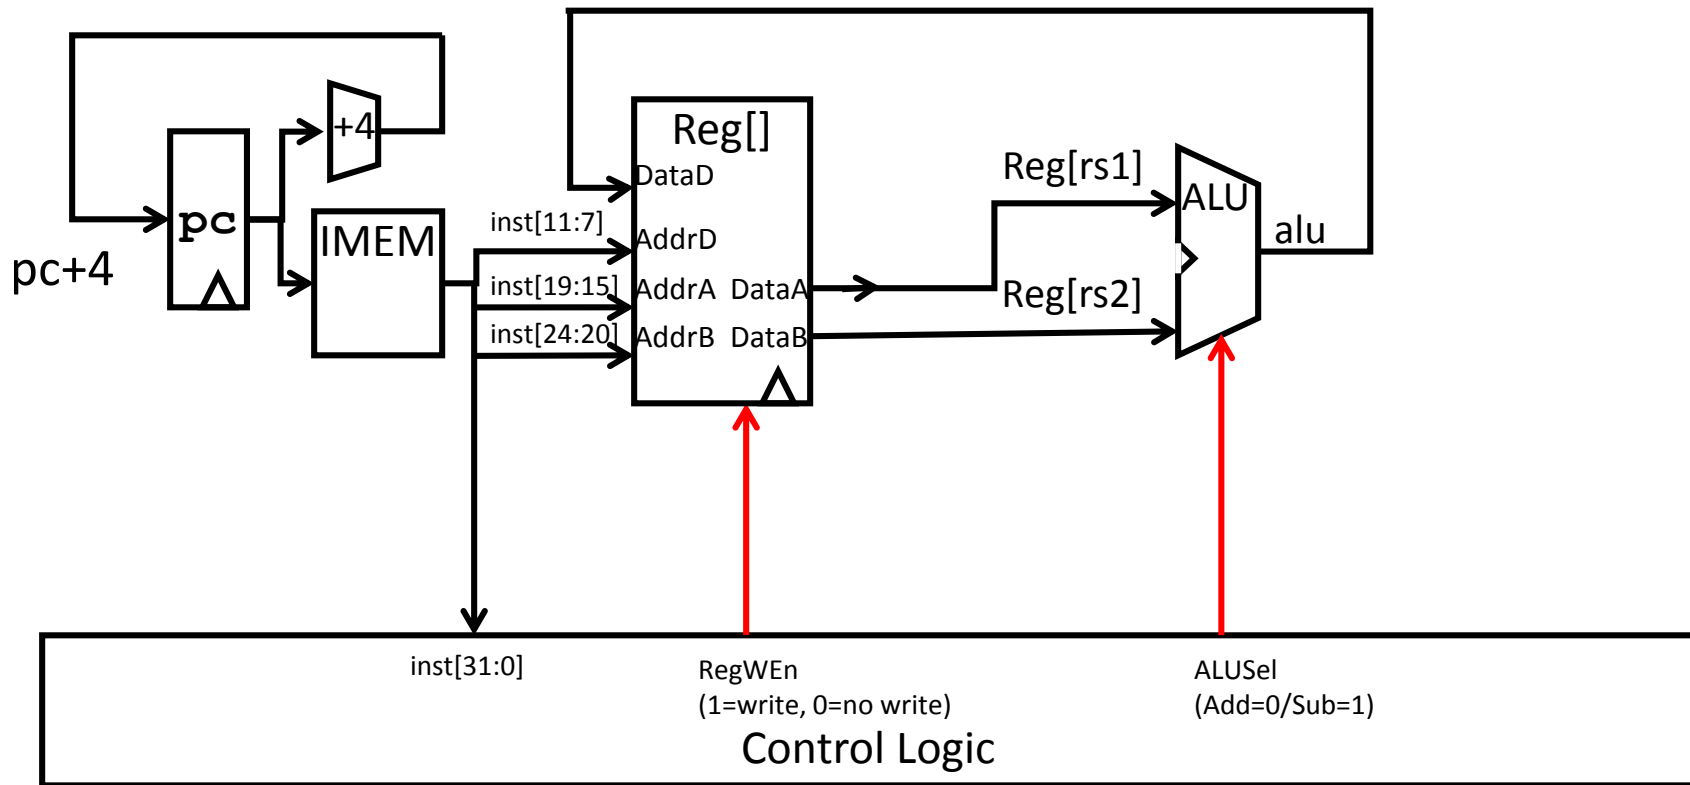 +4
pc
pc+4
IMEM
inst[11:7]
inst[19:15]
inst[24:20]
Reg[]
DataD
AddrD
AddrA DataA
AddrB DataB
Reg[rs1]
Reg[rs2]
ALU
alu
inst[31:0]
RegWEn
(1=write, 0=no write)
ALUSel
(Add=0/Sub=1)
Control Logic